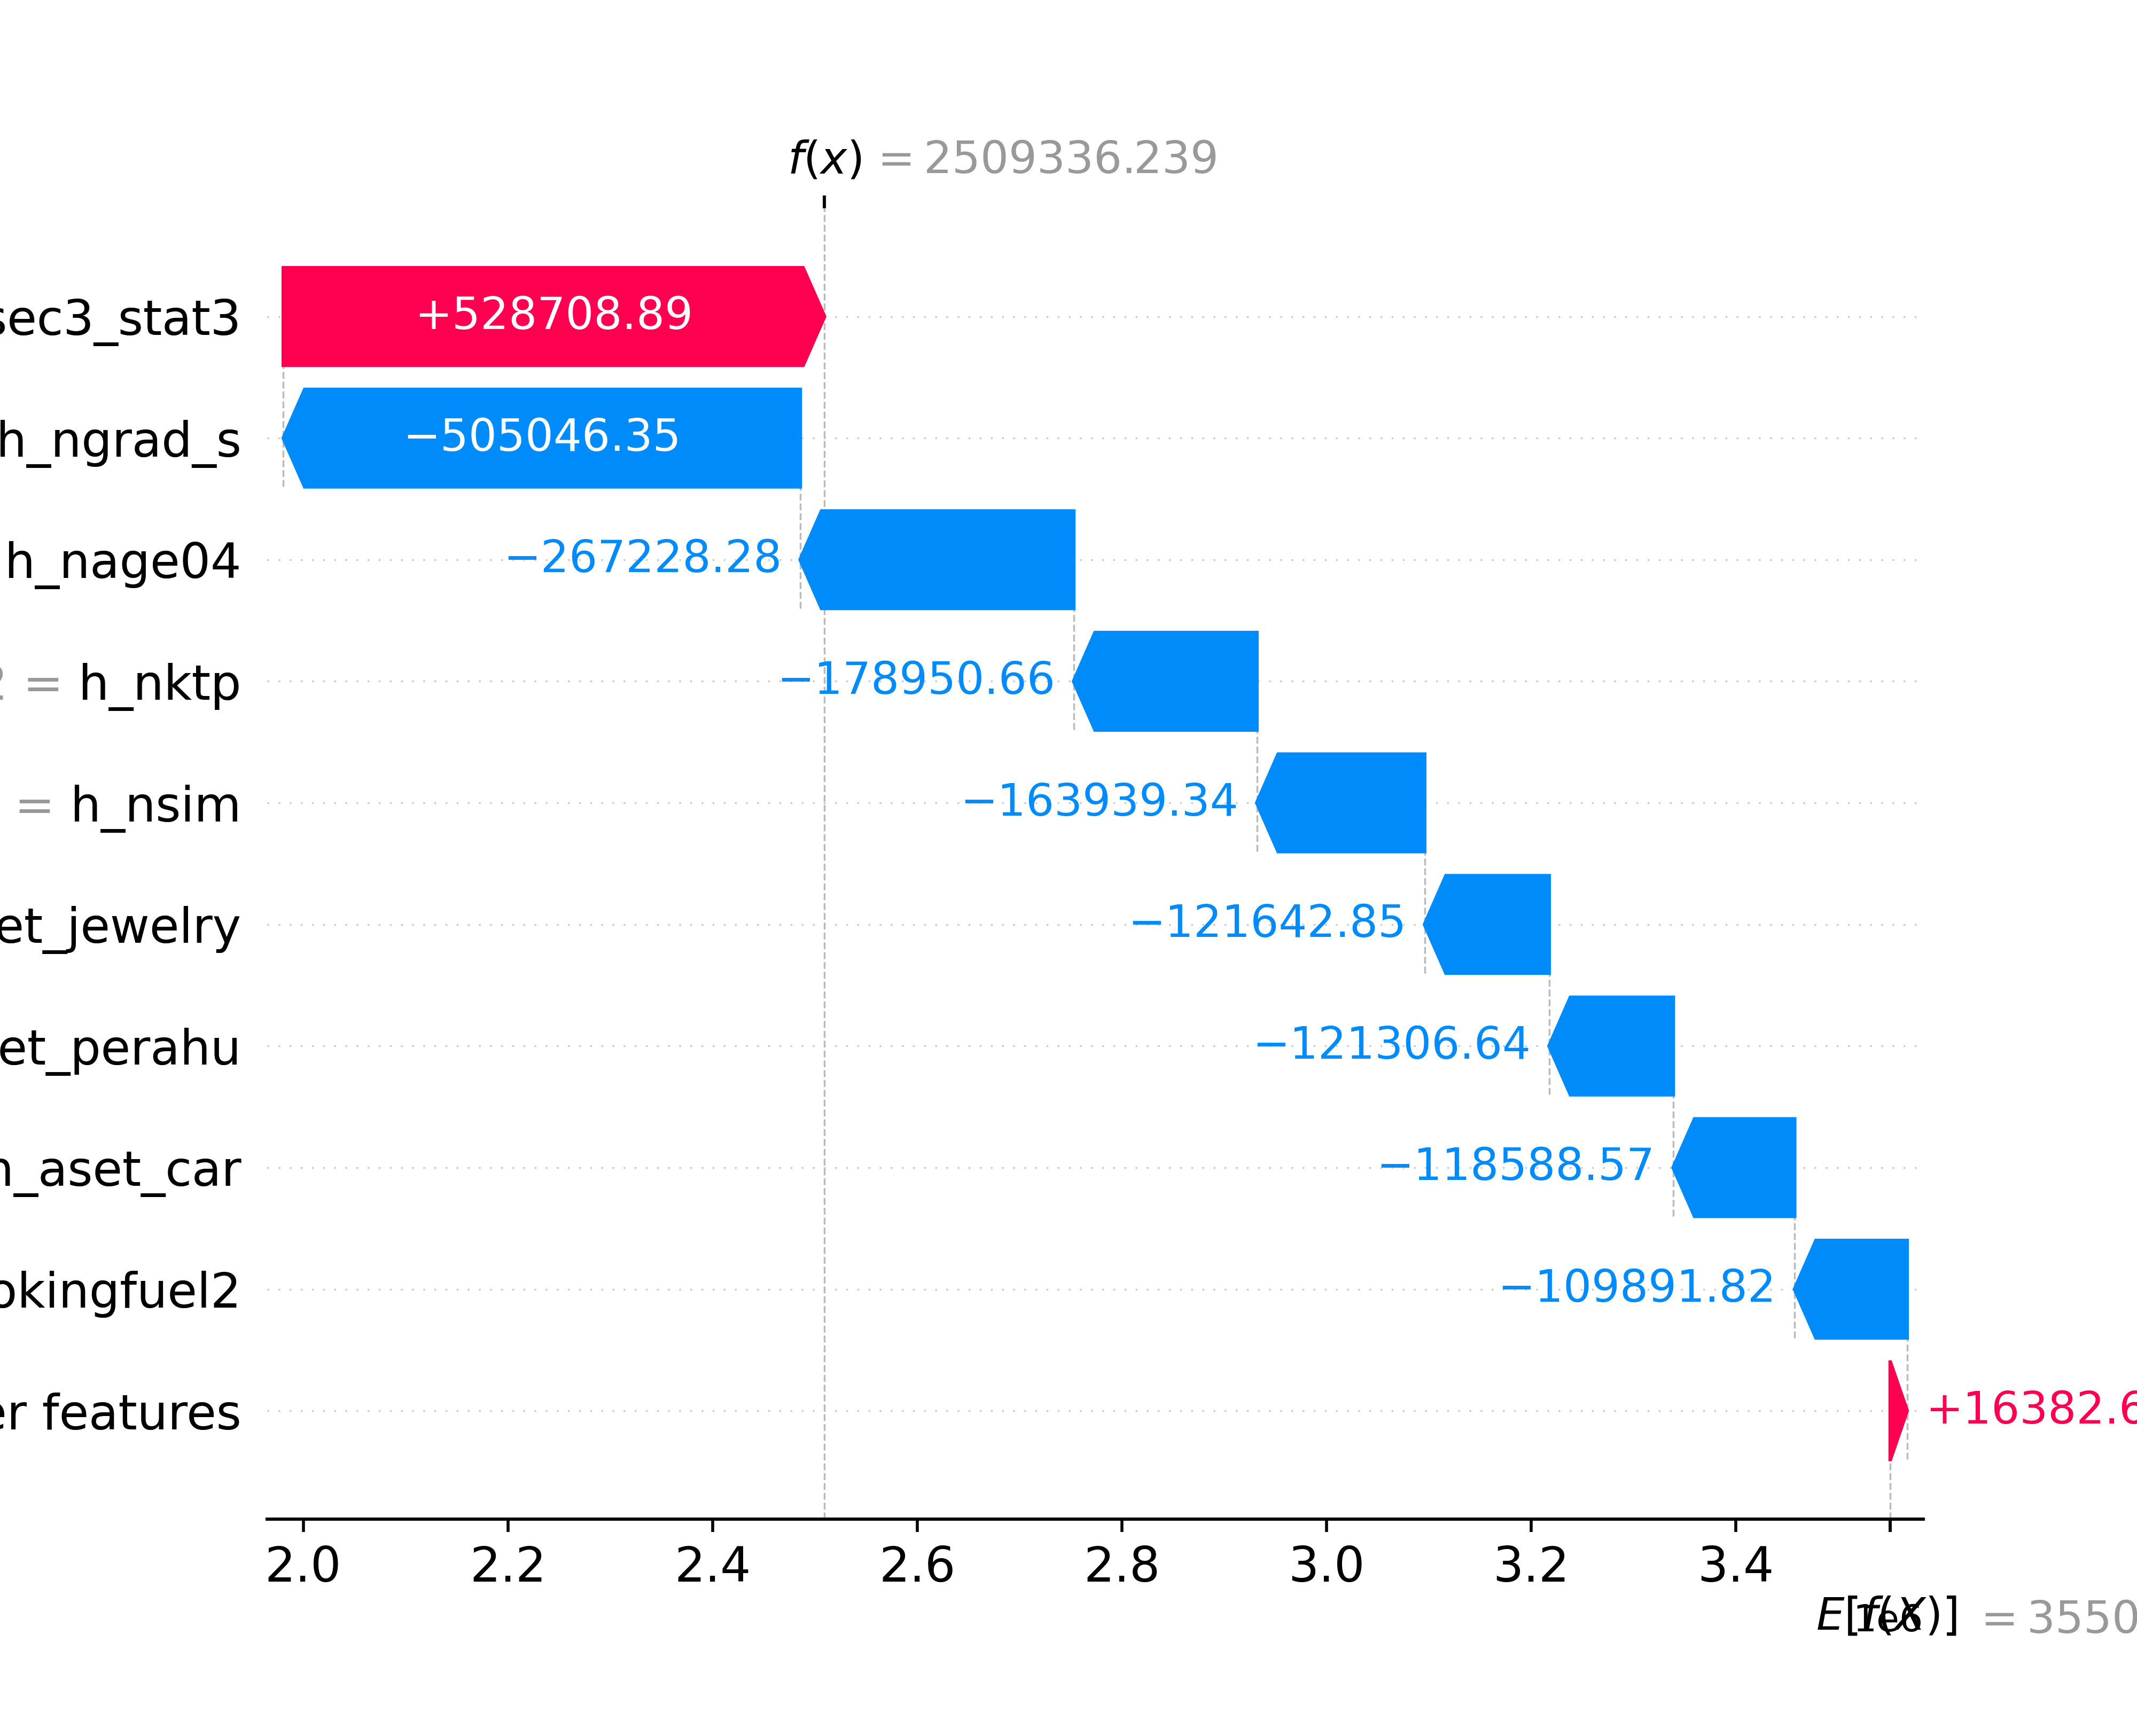 f(x) = 2509336.239
sec3_stat3
+528708.89
h_ngrad_s
−505046.35
h_nage04
−267228.28
= h_nktp
−178950.66
= h_nsim
−163939.34
et_jewelry
−121642.85
et_perahu
−121306.64
_aset_car
−118588.57
okingfuel2
−109891.82
er features
+16382.6
2.0 2.2 2.4 2.6 2.8 3.0 3.2 3.4
1e6
E[f(X)] = 3550